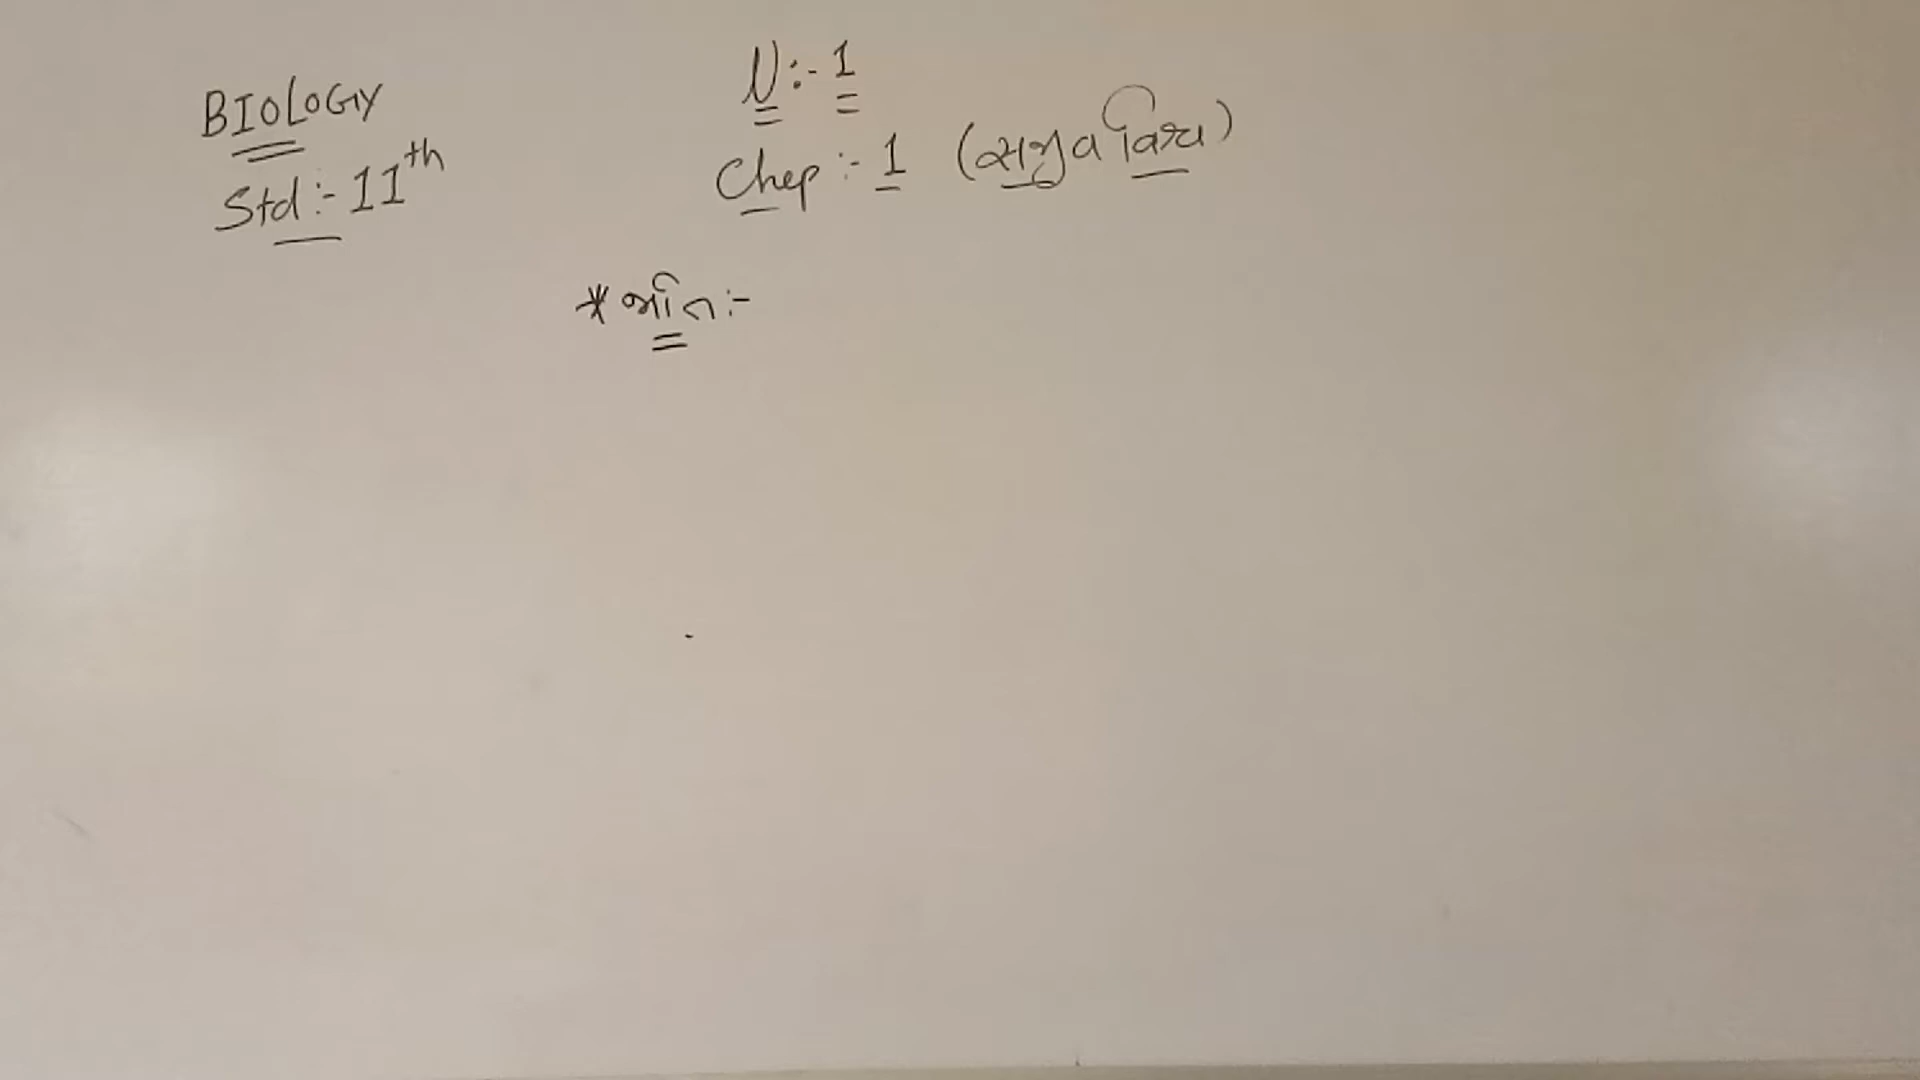 BIOLOGY
Std :- 11th
U :- 1
Chep :- 1 (સજીવ વિશ્વ)
* જાતિ :-